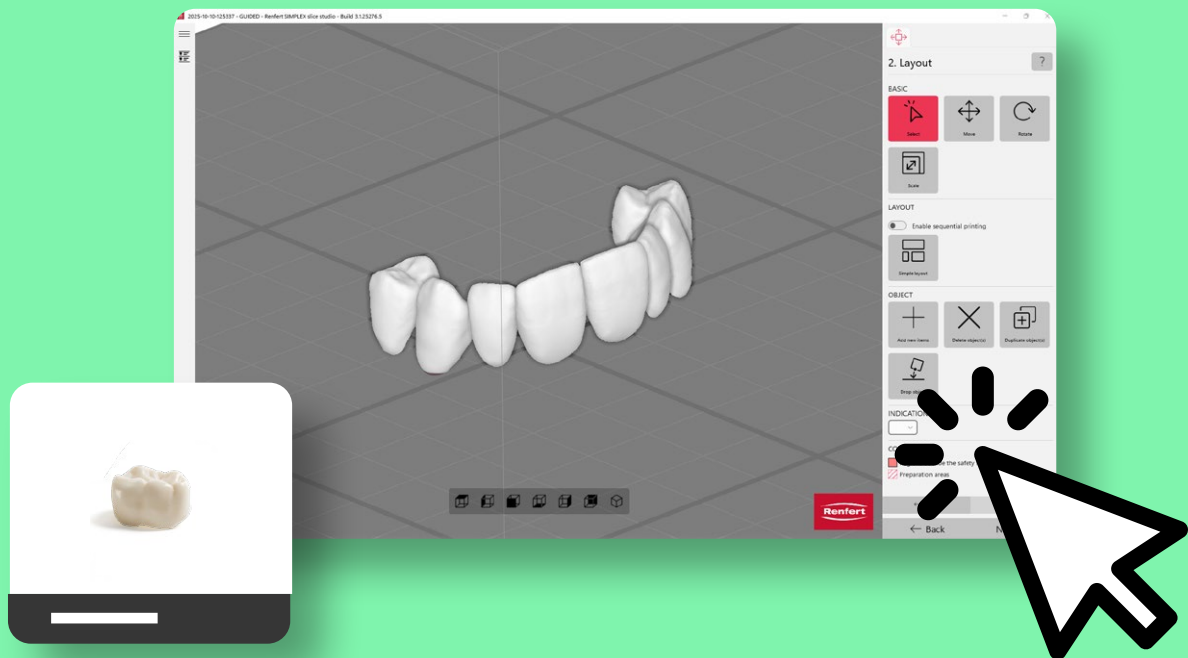 2025-10-10-125337 - GUIDED - Renfert SIMPLEX slice studio - Build 3.1.25276.5
2. Layout
?
BASIC
Select
Move
Rotate
Scale
LAYOUT
Enable sequential printing
Simple layout
OBJECT
Add new items
Delete object(s)
Duplicate object(s)
Drop
INDICATION
the safety
Preparation areas
Renfert
← Back
N